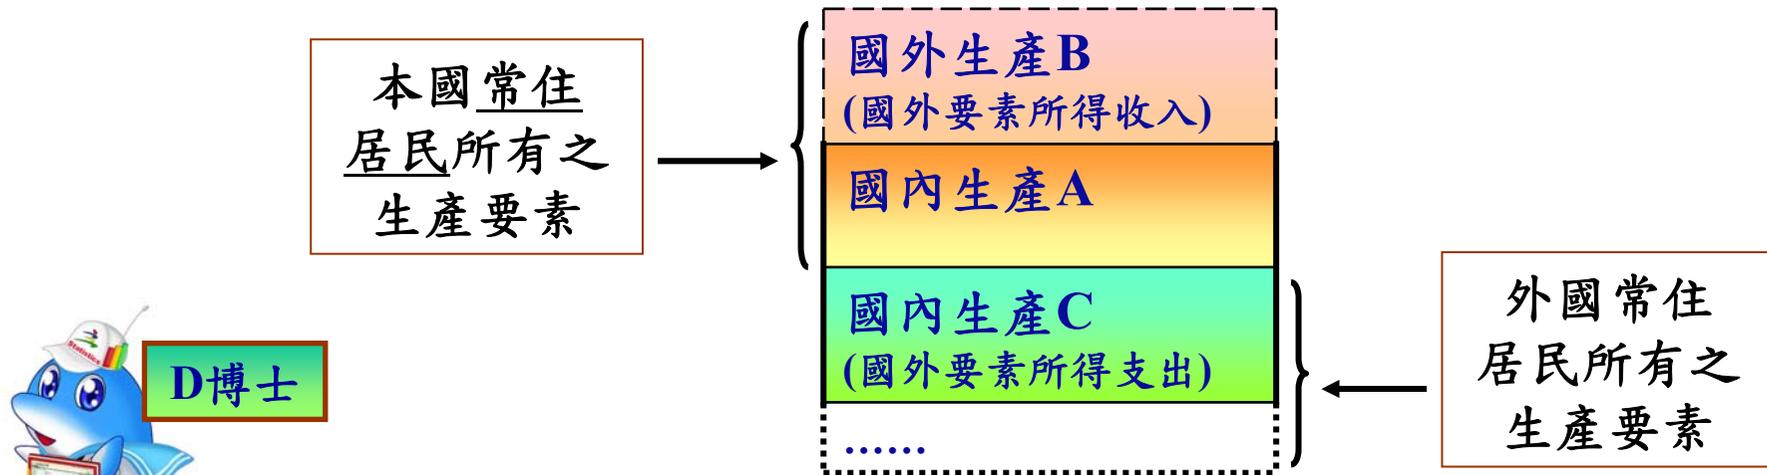 本國常住
居民所有之
生產要素
國外生產B
(國外要素所得收入)
國內生產A
國內生產C
(國外要素所得支出)
......
外國常住
居民所有之
生產要素
Statistics
D博士